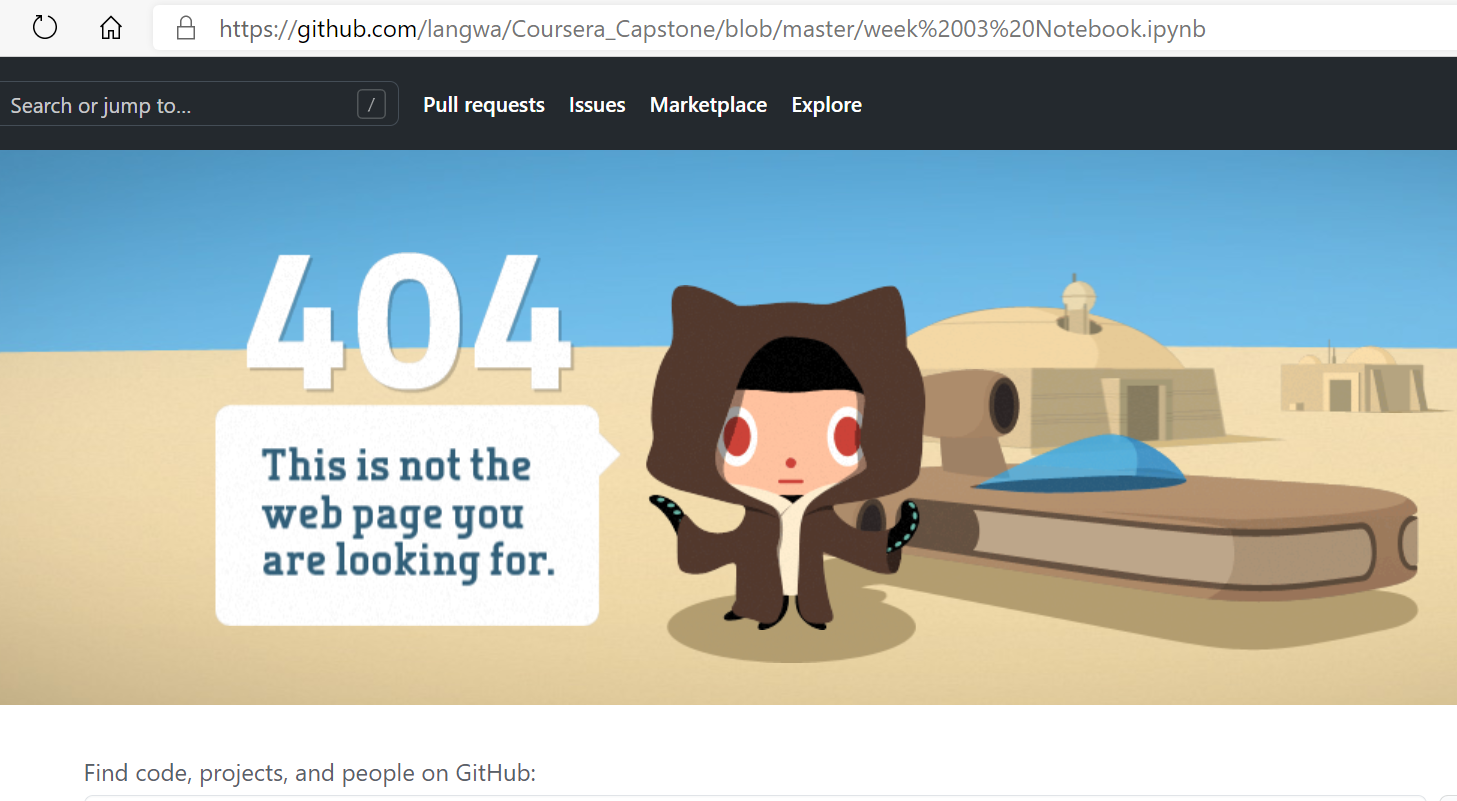 https://github.com/langwa/Coursera_Capstone/blob/master/week%2003%20Notebook.ipynb
Search or jump to... /
Pull requests Issues Marketplace Explore
404
This is not the
web page you
are looking for.
Find code, projects, and people on GitHub: